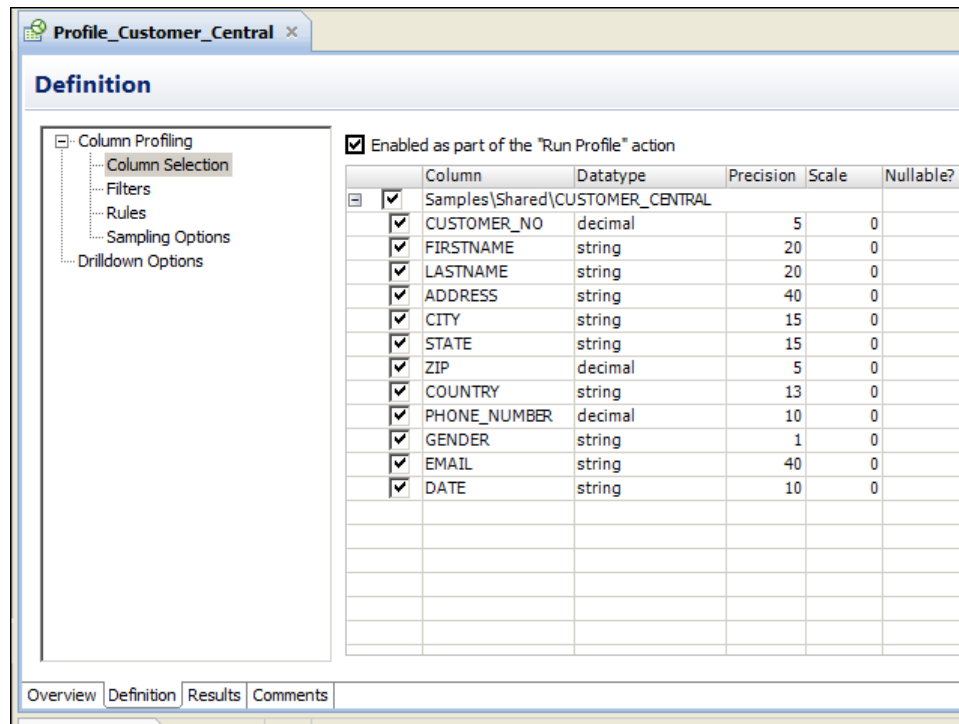 Profile_Customer_Central
Definition
Column Profiling
Column Selection
Filters
Rules
Sampling Options
Drilldown Options
Enabled as part of the "Run Profile" action
Column Datatype Precision Scale Nullable?
Samples\Shared\CUSTOMER_CENTRAL
CUSTOMER_NO decimal 5 0
FIRSTNAME string 20 0
LASTNAME string 20 0
ADDRESS string 40 0
CITY string 15 0
STATE string 15 0
ZIP decimal 5 0
COUNTRY string 13 0
PHONE_NUMBER decimal 10 0
GENDER string 1 0
EMAIL string 40 0
DATE string 10 0
Overview Definition Results Comments